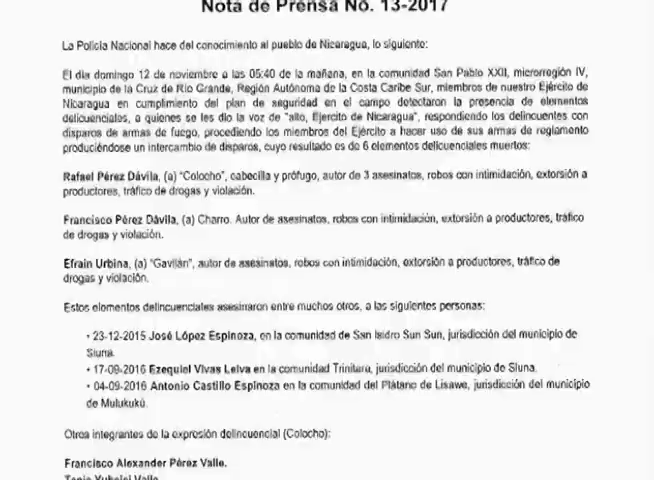 Nota de Prensa No. 13-2017
La Policía Nacional hace del conocimiento al pueblo de Nicaragua, lo siguiente:
El día domingo 12 de noviembre a las 05:40 de la mañana, en la comunidad San Pablo XXII, microrregión IV,
municipio de la Cruz de Río Grande, Región Autónoma de la Costa Caribe Sur, miembros de nuestro Ejército de
Nicaragua en cumplimiento del plan de seguridad en el campo detectaron la presencia de elementos
delicuenciales, a quienes se les dio la voz de "alto, Ejército de Nicaragua", respondiendo los delincuentes con
disparos de armas de fuego, procediendo los miembros del Ejército a hacer uso de sus armas de reglamento
produciéndose un intercambio de disparos, cuyo resultado es de 6 elementos delicuenciales muertos:
Rafael Pérez Dávila, (a) "Colocho", cabecilla y prófugo, autor de 3 asesinatos, robos con intimidación, extorsión a
productores, tráfico de drogas y violación.
Francisco Pérez Dávila, (a) Charro. Autor de asesinatos, robos con intimidación, extorsión a productores, tráfico
de drogas y violación.
Efraín Urbina, (a) "Gavilán", autor de asesinatos, robos con intimidación, extorsión a productores, tráfico de
drogas y violación.
Estos elementos delincuenciales asesinaron entre muchos otros, a las siguientes personas:
• 23-12-2015 José López Espinoza, en la comunidad de San Isidro Sun Sun, jurisdicción del municipio de
Siuna.
• 17-09-2016 Ezequiel Vivas Leiva en la comunidad Trinitara, jurisdicción del municipio de Siuna.
• 04-09-2016 Antonio Castillo Espinoza en la comunidad del Plátano de Lisawe, jurisdicción del municipio
de Mulukukú.
Otros integrantes de la expresión delincuencial (Colocho):
Francisco Alexander Pérez Valle.